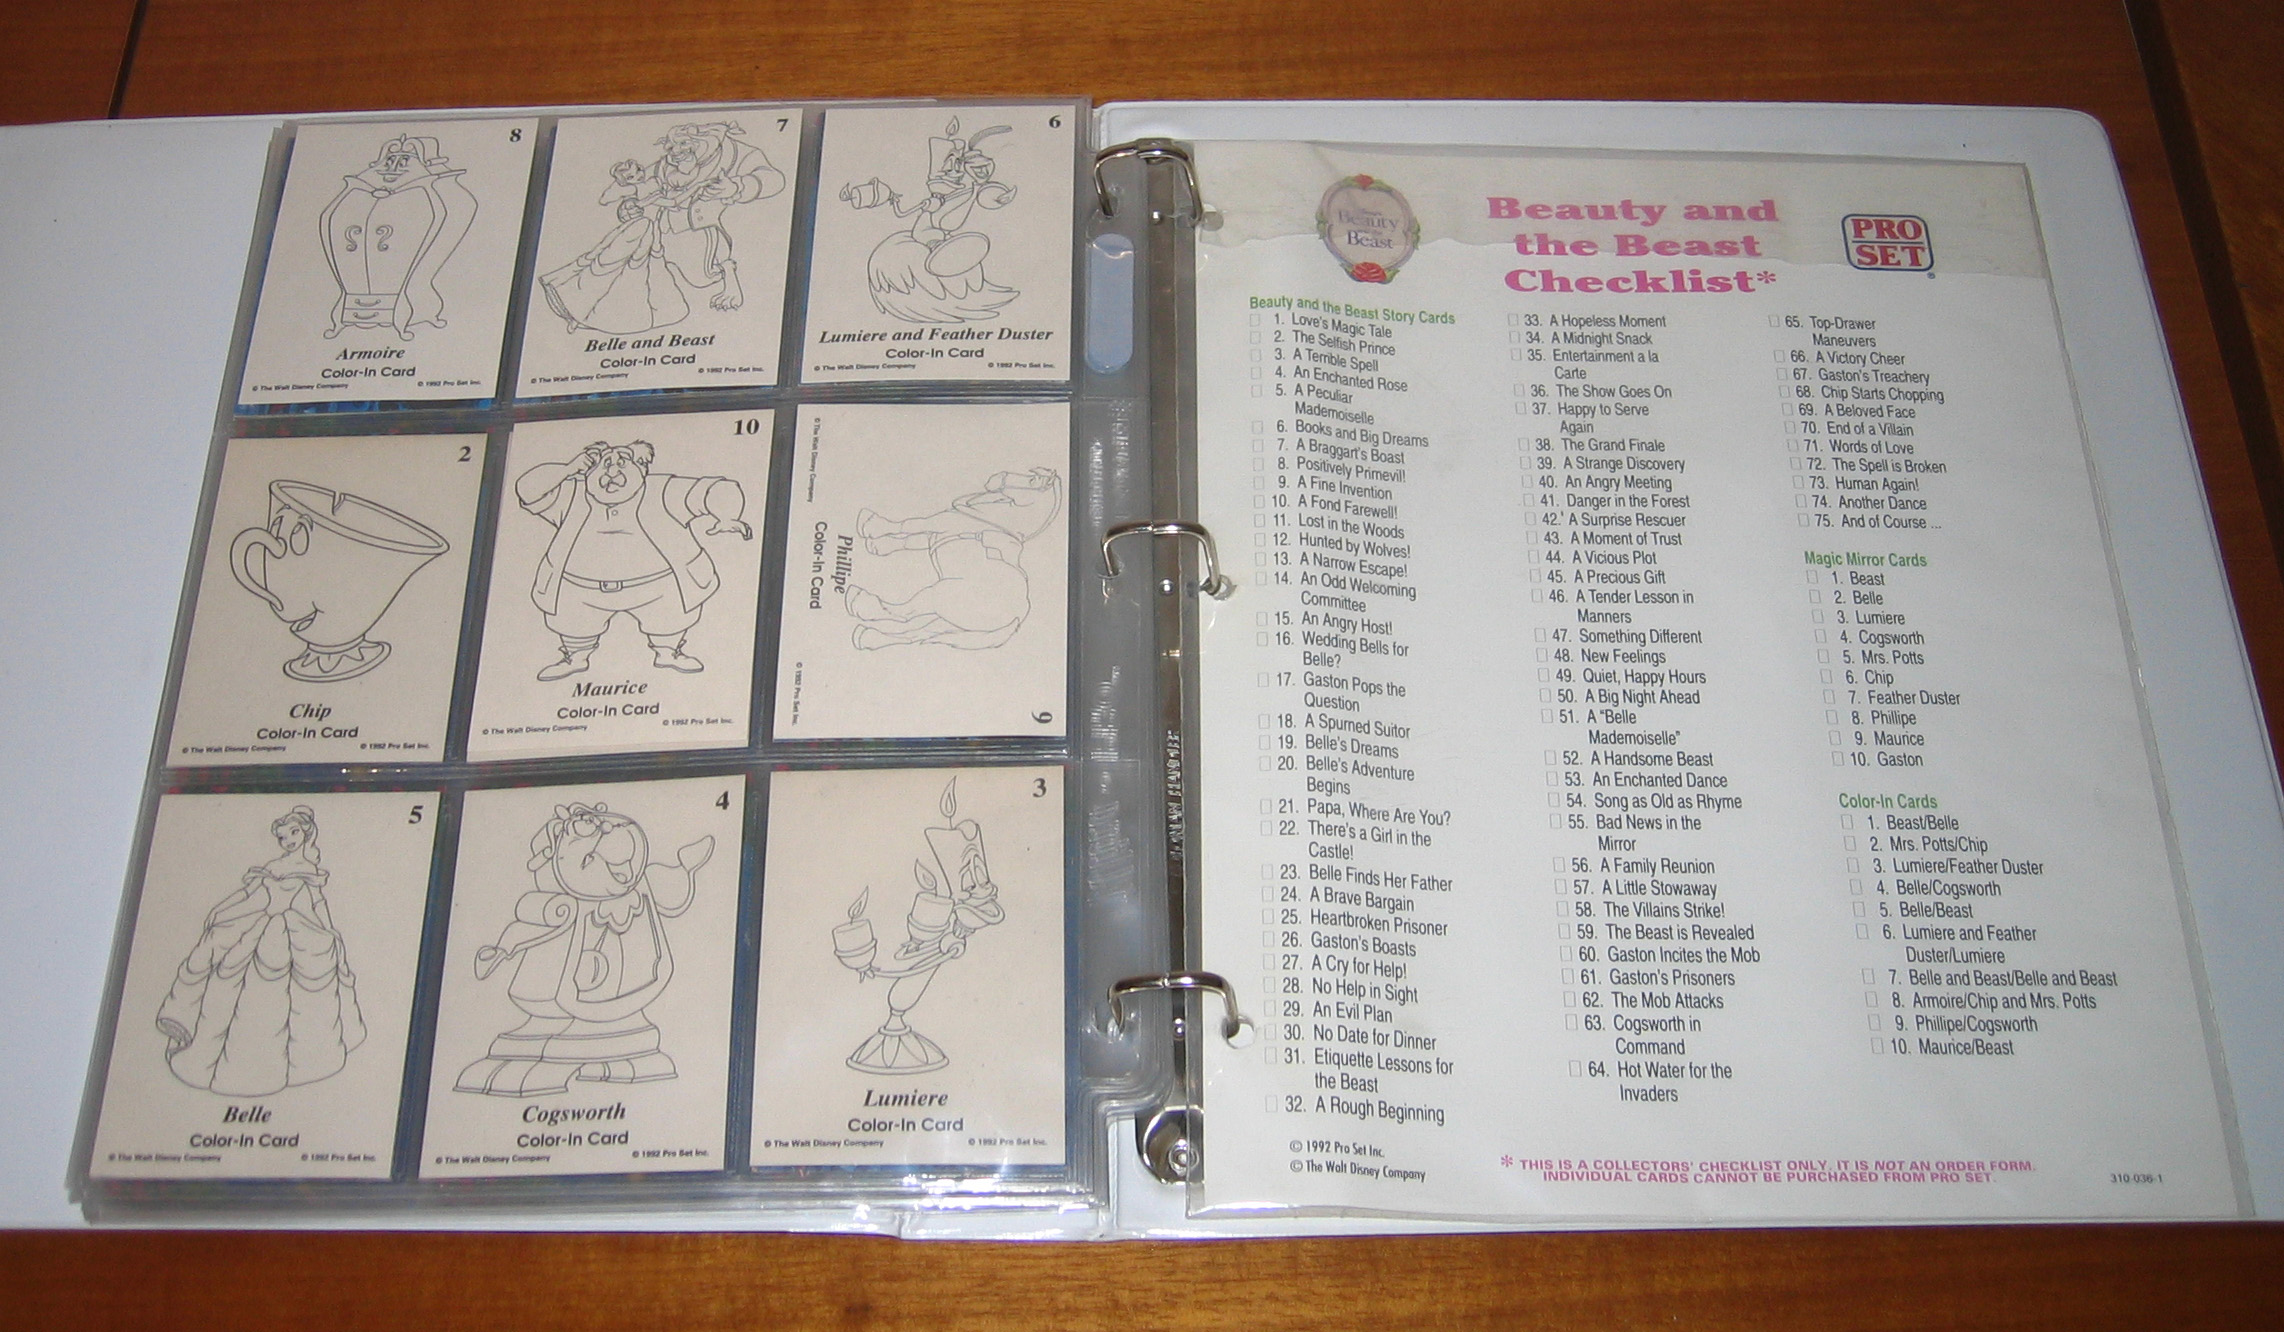 8
Armoire
Color-In Card
© The Walt Disney Company © 1992 Pro Set Inc.
7
Belle and Beast
Color-In Card
© The Walt Disney Company © 1992 Pro Set Inc.
6
Lumiere and Feather Duster
Color-In Card
© The Walt Disney Company © 1992 Pro Set Inc.
2
Chip
Color-In Card
© The Walt Disney Company © 1992 Pro Set Inc.
10
Maurice
Color-In Card
© The Walt Disney Company © 1992 Pro Set Inc.
9
Phillipe
Color-In Card
© The Walt Disney Company © 1992 Pro Set Inc.
5
Belle
Color-In Card
© The Walt Disney Company © 1992 Pro Set Inc.
4
Cogsworth
Color-In Card
© The Walt Disney Company © 1992 Pro Set Inc.
3
Lumiere
Color-In Card
© The Walt Disney Company © 1992 Pro Set Inc.
Beauty
Beast
Beauty and
the Beast
Checklist*
PRO
SET
Beauty and the Beast Story Cards
1. Love's Magic Tale
2. The Selfish Prince
3. A Terrible Spell
4. An Enchanted Rose
5. A Peculiar
Mademoiselle
6. Books and Big Dreams
7. A Braggart's Boast
8. Positively Primevil!
9. A Fine Invention
10. A Fond Farewell!
11. Lost in the Woods
12. Hunted by Wolves!
13. A Narrow Escape!
14. An Odd Welcoming
Committee
15. An Angry Host!
16. Wedding Bells for
Belle?
17. Gaston Pops the
Question
18. A Spurned Suitor
19. Belle's Dreams
20. Belle's Adventure
Begins
21. Papa, Where Are You?
22. There's a Girl in the
Castle!
23. Belle Finds Her Father
24. A Brave Bargain
25. Heartbroken Prisoner
26. Gaston's Boasts
27. A Cry for Help!
28. No Help in Sight
29. An Evil Plan
30. No Date for Dinner
31. Etiquette Lessons for
the Beast
32. A Rough Beginning
33. A Hopeless Moment
34. A Midnight Snack
35. Entertainment a la
Carte
36. The Show Goes On
37. Happy to Serve
Again
38. The Grand Finale
39. A Strange Discovery
40. An Angry Meeting
41. Danger in the Forest
42. A Surprise Rescuer
43. A Moment of Trust
44. A Vicious Plot
45. A Precious Gift
46. A Tender Lesson in
Manners
47. Something Different
48. New Feelings
49. Quiet, Happy Hours
50. A Big Night Ahead
51. A "Belle
Mademoiselle"
52. A Handsome Beast
53. An Enchanted Dance
54. Song as Old as Rhyme
55. Bad News in the
Mirror
56. A Family Reunion
57. A Little Stowaway
58. The Villains Strike!
59. The Beast is Revealed
60. Gaston Incites the Mob
61. Gaston's Prisoners
62. The Mob Attacks
63. Cogsworth in
Command
64. Hot Water for the
Invaders
65. Top-Drawer
Maneuvers
66. A Victory Cheer
67. Gaston's Treachery
68. Chip Starts Chopping
69. A Beloved Face
70. End of a Villain
71. Words of Love
72. The Spell is Broken
73. Human Again!
74. Another Dance
75. And of Course ...
Magic Mirror Cards
1. Beast
2. Belle
3. Lumiere
4. Cogsworth
5. Mrs. Potts
6. Chip
7. Feather Duster
8. Phillipe
9. Maurice
10. Gaston
Color-In Cards
1. Beast/Belle
2. Mrs. Potts/Chip
3. Lumiere/Feather Duster
4. Belle/Cogsworth
5. Belle/Beast
6. Lumiere and Feather
Duster/Lumiere
7. Belle and Beast/Belle and Beast
8. Armoire/Chip and Mrs. Potts
9. Phillipe/Cogsworth
10. Maurice/Beast
© 1992 Pro Set Inc.
© The Walt Disney Company
* THIS IS A COLLECTORS' CHECKLIST ONLY. IT IS NOT AN ORDER FORM.
INDIVIDUAL CARDS CANNOT BE PURCHASED FROM PRO SET.
310-036-1